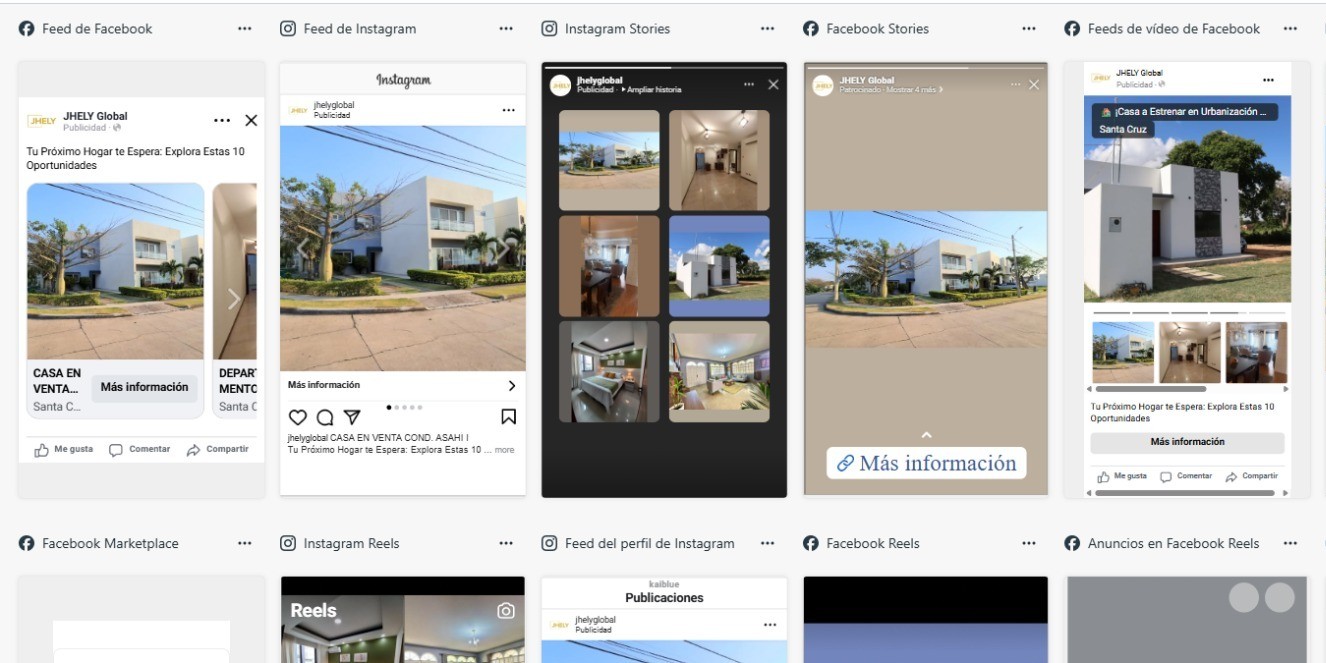 Feed de Facebook
Feed de Instagram
Instagram Stories
Facebook Stories
Feeds de vídeo de Facebook
JHELY
JHELY Global
Publicidad
Tu Próximo Hogar te Espera: Explora Estas 10
Oportunidades
CASA EN
VENTA...
Santa C...
Más información
DEPART
MENTO
Santa C
Me gusta
Comentar
Compartir
Instagram
JHELY
jhelyglobal
Publicidad
Más información
jhelyglobal CASA EN VENTA COND. ASAHI I
Tu Próximo Hogar te Espera: Explora Estas 10 ... more
JHELY
jhelyglobal
Publicidad · Ampliar historia
JHELY
JHELY Global
Patrocinado · Mostrar 4 más
Más información
JHELY
JHELY Global
Publicidad
¡Casa a Estrenar en Urbanización ...
Santa Cruz
Tu Próximo Hogar te Espera: Explora Estas 10
Oportunidades
Más información
Me gusta
Comentar
Compartir
Facebook Marketplace
Instagram Reels
Feed del perfil de Instagram
Facebook Reels
Anuncios en Facebook Reels
Reels
kaiblue
Publicaciones
JHELY
jhelyglobal
Publicidad